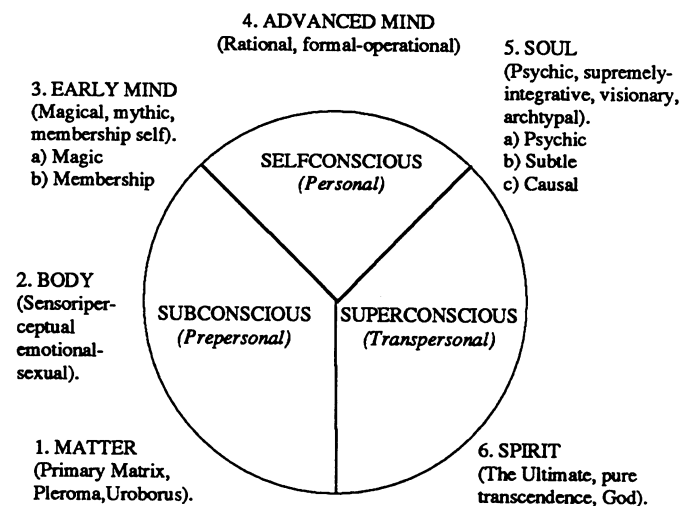 4. ADVANCED MIND
(Rational, formal-operational)
5. SOUL
(Psychic, supremely-
integrative, visionary,
archtypal).
a) Psychic
b) Subtle
c) Causal
3. EARLY MIND
(Magical, mythic,
membership self).
a) Magic
b) Membership
SELFCONSCIOUS
(Personal)
2. BODY
(Sensoriper-
ceptual
emotional-
sexual).
SUBCONSCIOUS
(Prepersonal)
SUPERCONSCIOUS
(Transpersonal)
1. MATTER
(Primary Matrix,
Pleroma,Uroborus).
6. SPIRIT
(The Ultimate, pure
transcendence, God).